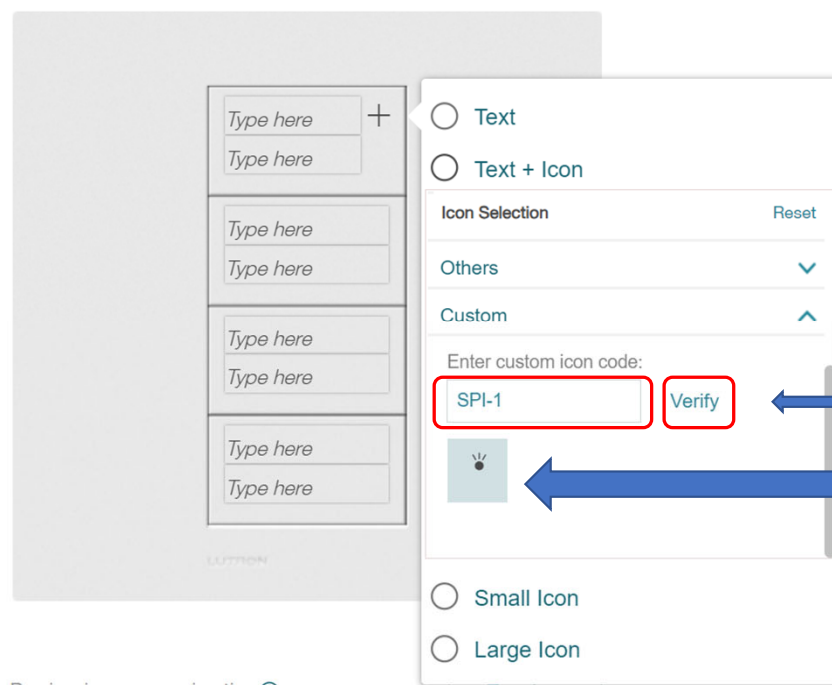 Type here
Type here
Type here
Type here
Type here
Type here
Type here
Type here
LUTRON
Text
Text + Icon
Icon Selection
Reset
Others
Custom
Enter custom icon code:
SPI-1
Verify
Small Icon
Large Icon